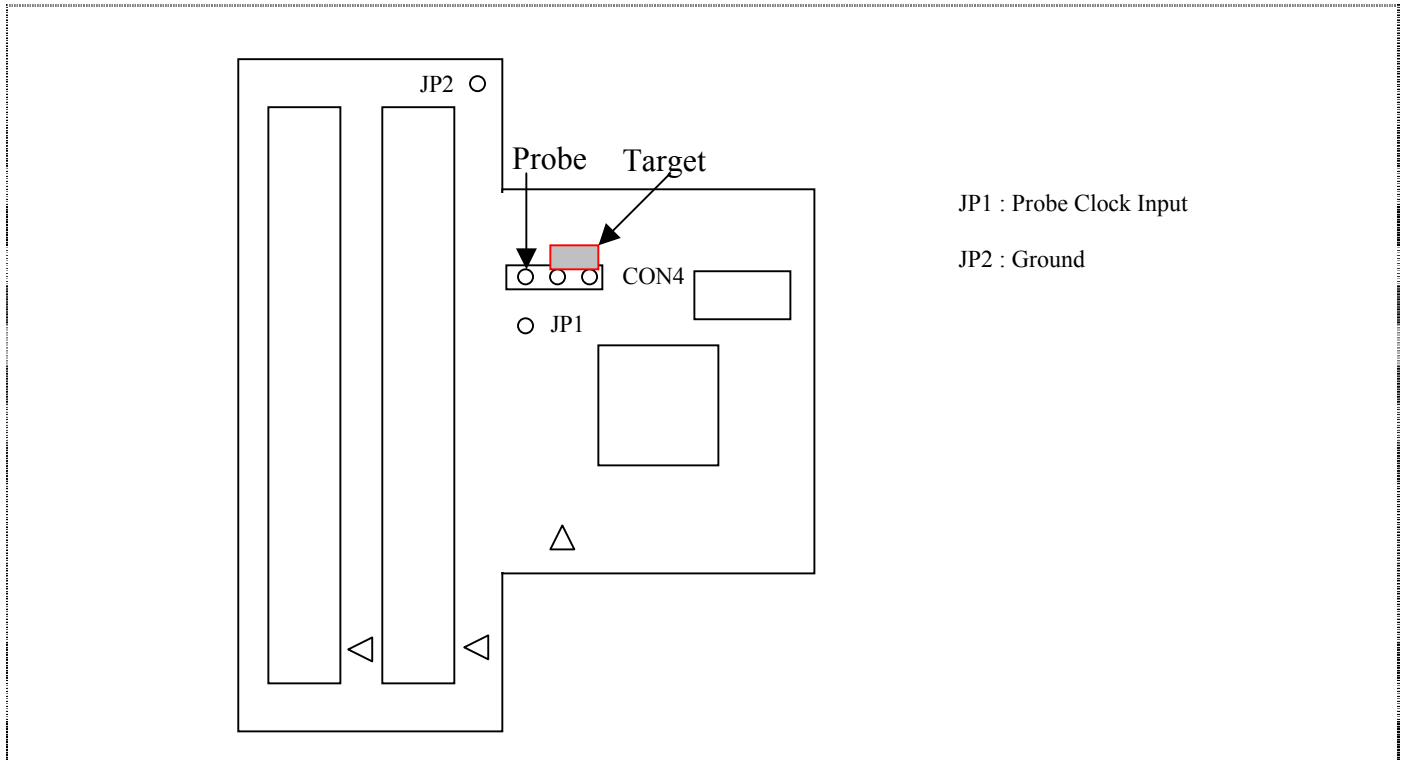 JP2
Probe Target
JP1 : Probe Clock Input
JP2 : Ground
CON4
JP1